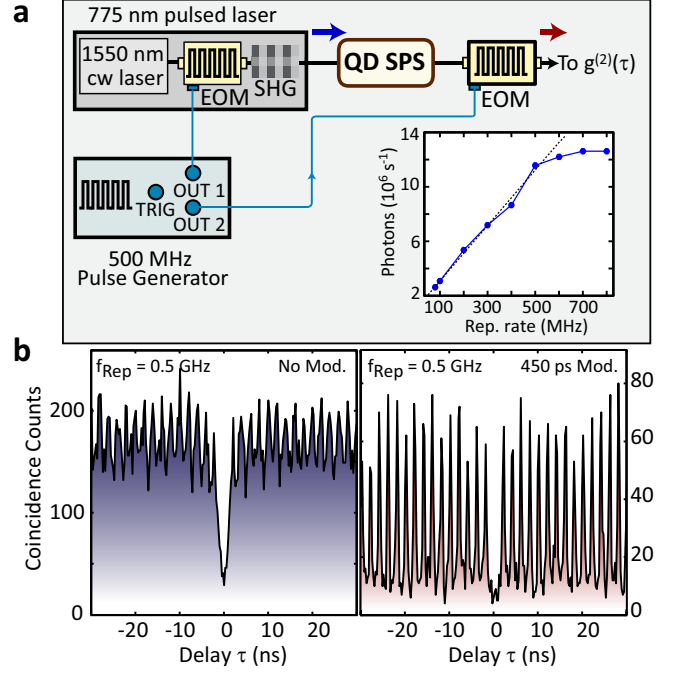 a
775 nm pulsed laser
1550 nm
cw laser
EOM
SHG
QD SPS
EOM
To g(2)(τ)
OUT 1
TRIG
OUT 2
500 MHz
Pulse Generator
Photons (10⁶ s⁻¹)
14
10
6
2
100
300
500
700
Rep. rate (MHz)
b
fRep = 0.5 GHz
No Mod.
fRep = 0.5 GHz
450 ps Mod.
Coincidence Counts
200
100
0
80
60
40
20
0
-20
-10
0
10
20
-20
-10
0
10
20
Delay τ (ns)
Delay τ (ns)